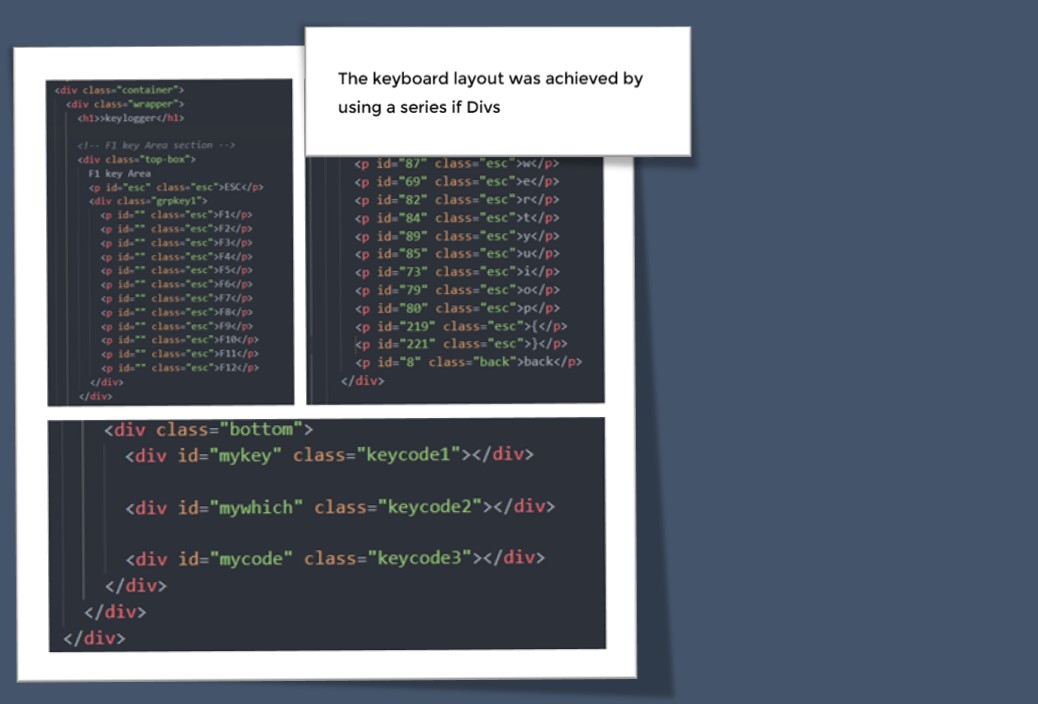 The keyboard layout was achieved by
using a series if Divs
<div class="container">
<div class="wrapper">
<h1>>keylogger</h1>
<!-- F1 key Area section -->
<div class="top-box">
F1 key Area
<p id="esc" class="esc">ESC</p>
<div class="grpkey1">
<p id="" class="esc">F1</p>
<p id="" class="esc">F2</p>
<p id="" class="esc">F3</p>
<p id="" class="esc">F4</p>
<p id="" class="esc">F5</p>
<p id="" class="esc">F6</p>
<p id="" class="esc">F7</p>
<p id="" class="esc">F8</p>
<p id="" class="esc">F9</p>
<p id="" class="esc">F10</p>
<p id="" class="esc">F11</p>
<p id="" class="esc">F12</p>
</div>
</div>
<p id="87" class="esc">w</p>
<p id="69" class="esc">e</p>
<p id="82" class="esc">r</p>
<p id="84" class="esc">t</p>
<p id="89" class="esc">y</p>
<p id="85" class="esc">u</p>
<p id="73" class="esc">i</p>
<p id="79" class="esc">o</p>
<p id="80" class="esc">p</p>
<p id="219" class="esc">{</p>
<p id="221" class="esc">}</p>
<p id="8" class="back">back</p>
</div>
<div class="bottom">
<div id="mykey" class="keycode1"></div>
<div id="mywhich" class="keycode2"></div>
<div id="mycode" class="keycode3"></div>
</div>
</div>
</div>